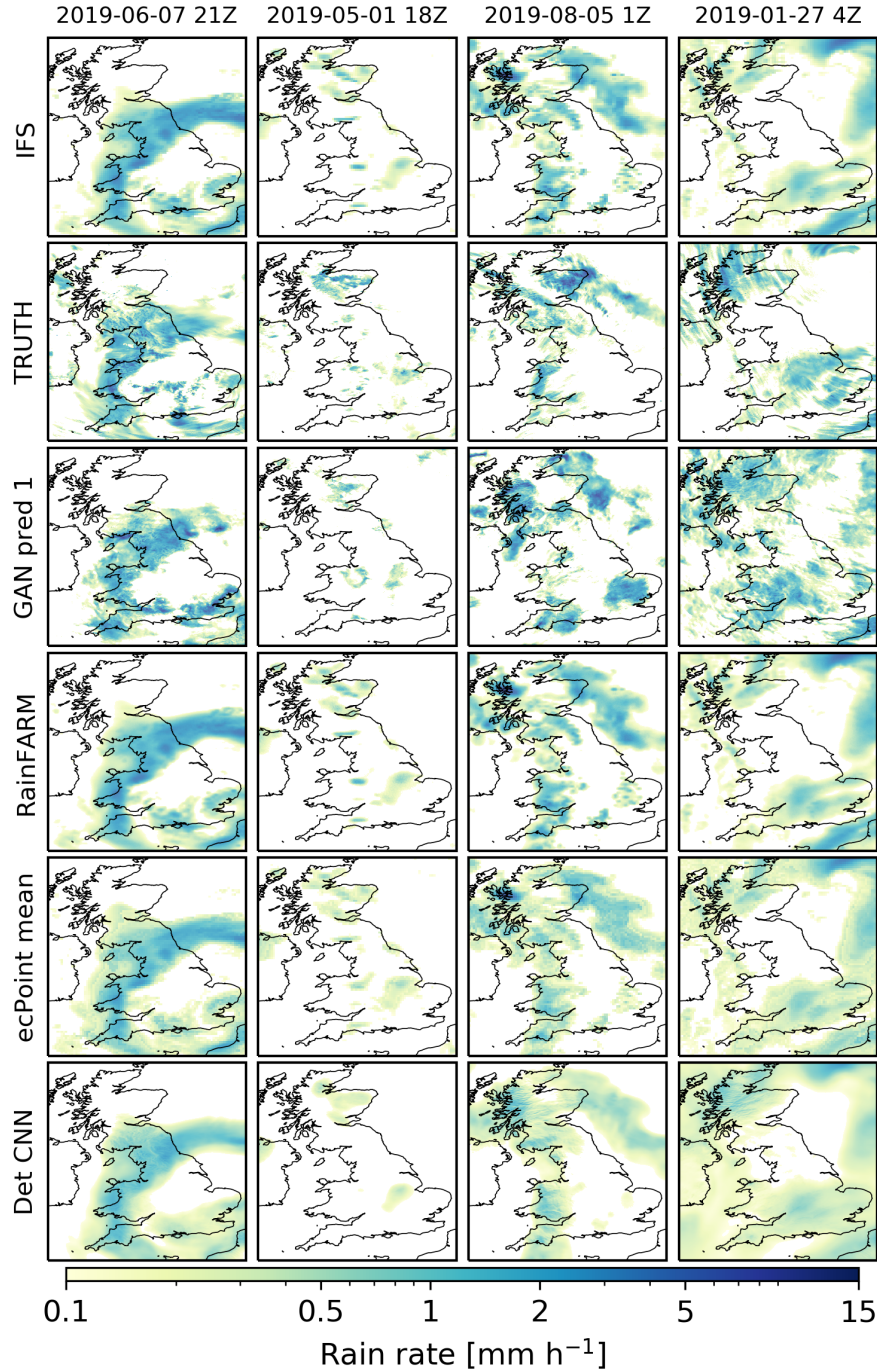 2019-06-07 21Z 2019-05-01 18Z 2019-08-05 1Z 2019-01-27 4Z
IFS
TRUTH
GAN pred 1
RainFARM
ecPoint mean
Det CNN
0.1 0.5 1 2 5 15
Rain rate [mm h⁻¹]